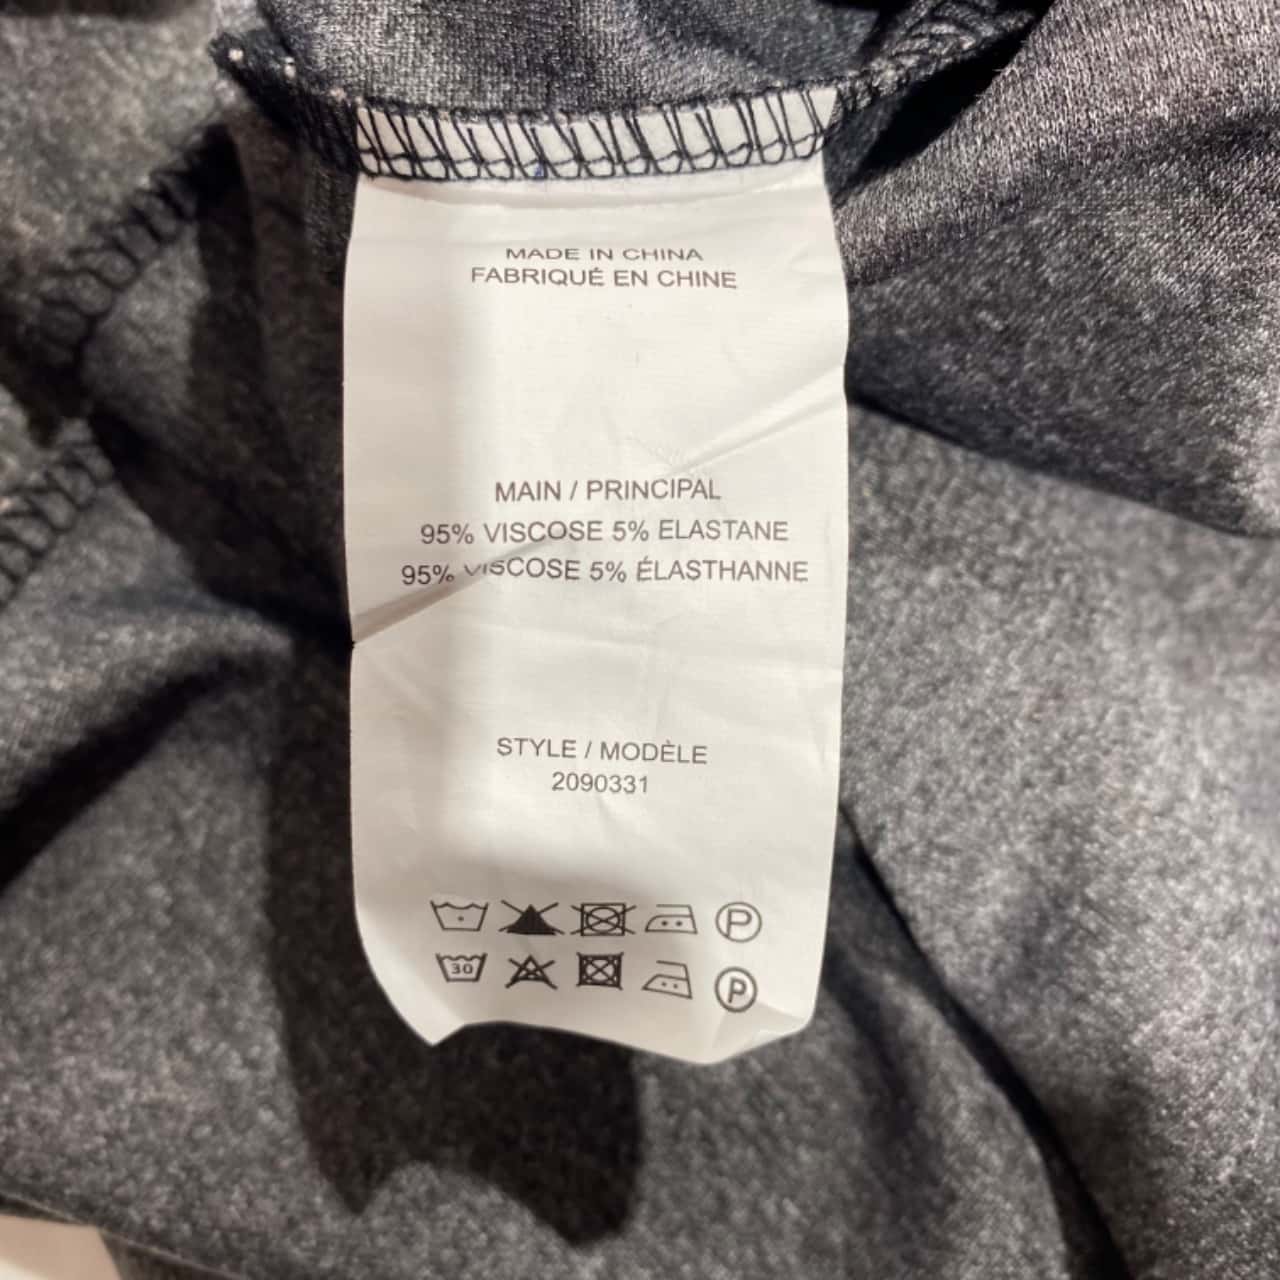 MADE IN CHINA
FABRIQUÉ EN CHINE
MAIN / PRINCIPAL
95% VISCOSE 5% ELASTANE
95% VISCOSE 5% ÉLASTHANNE
STYLE / MODÈLE
2090331
P
30 P